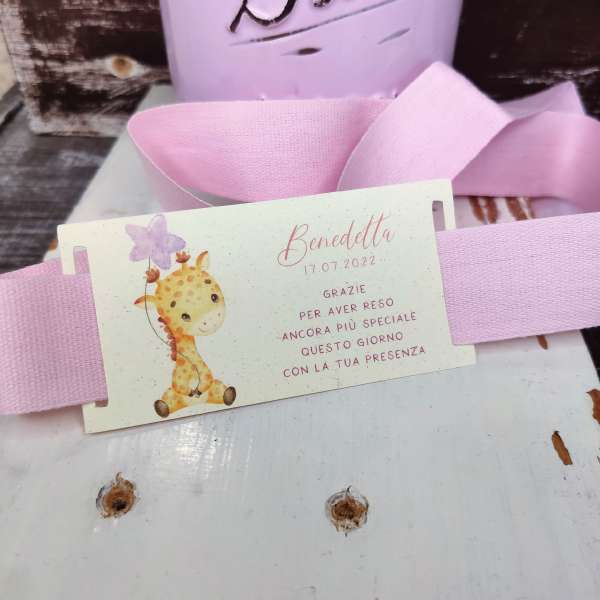 Benedetta
17.07.2022
GRAZIE
PER AVER RESO
ANCORA PIÙ SPECIALE
QUESTO GIORNO
CON LA TUA PRESENZA